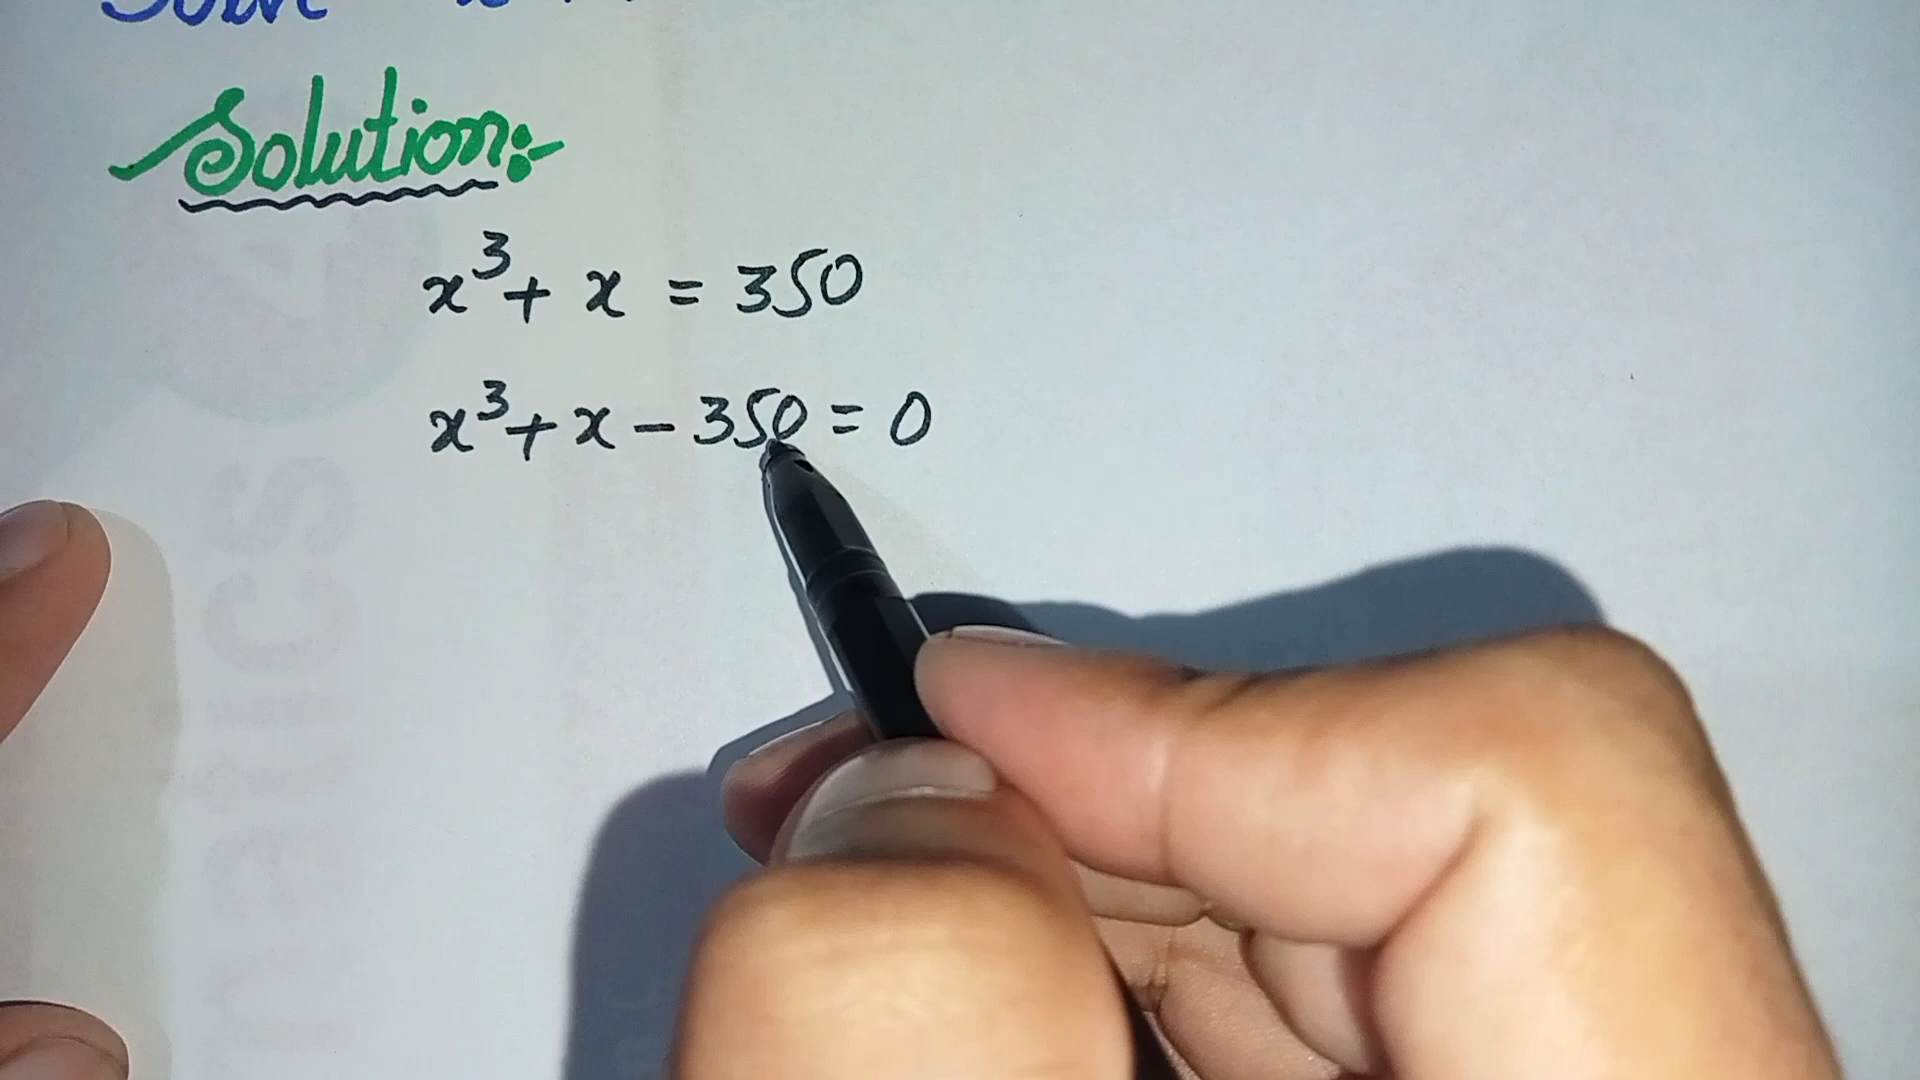 Solution:-
x³ + x = 350
x³ + x - 350 = 0